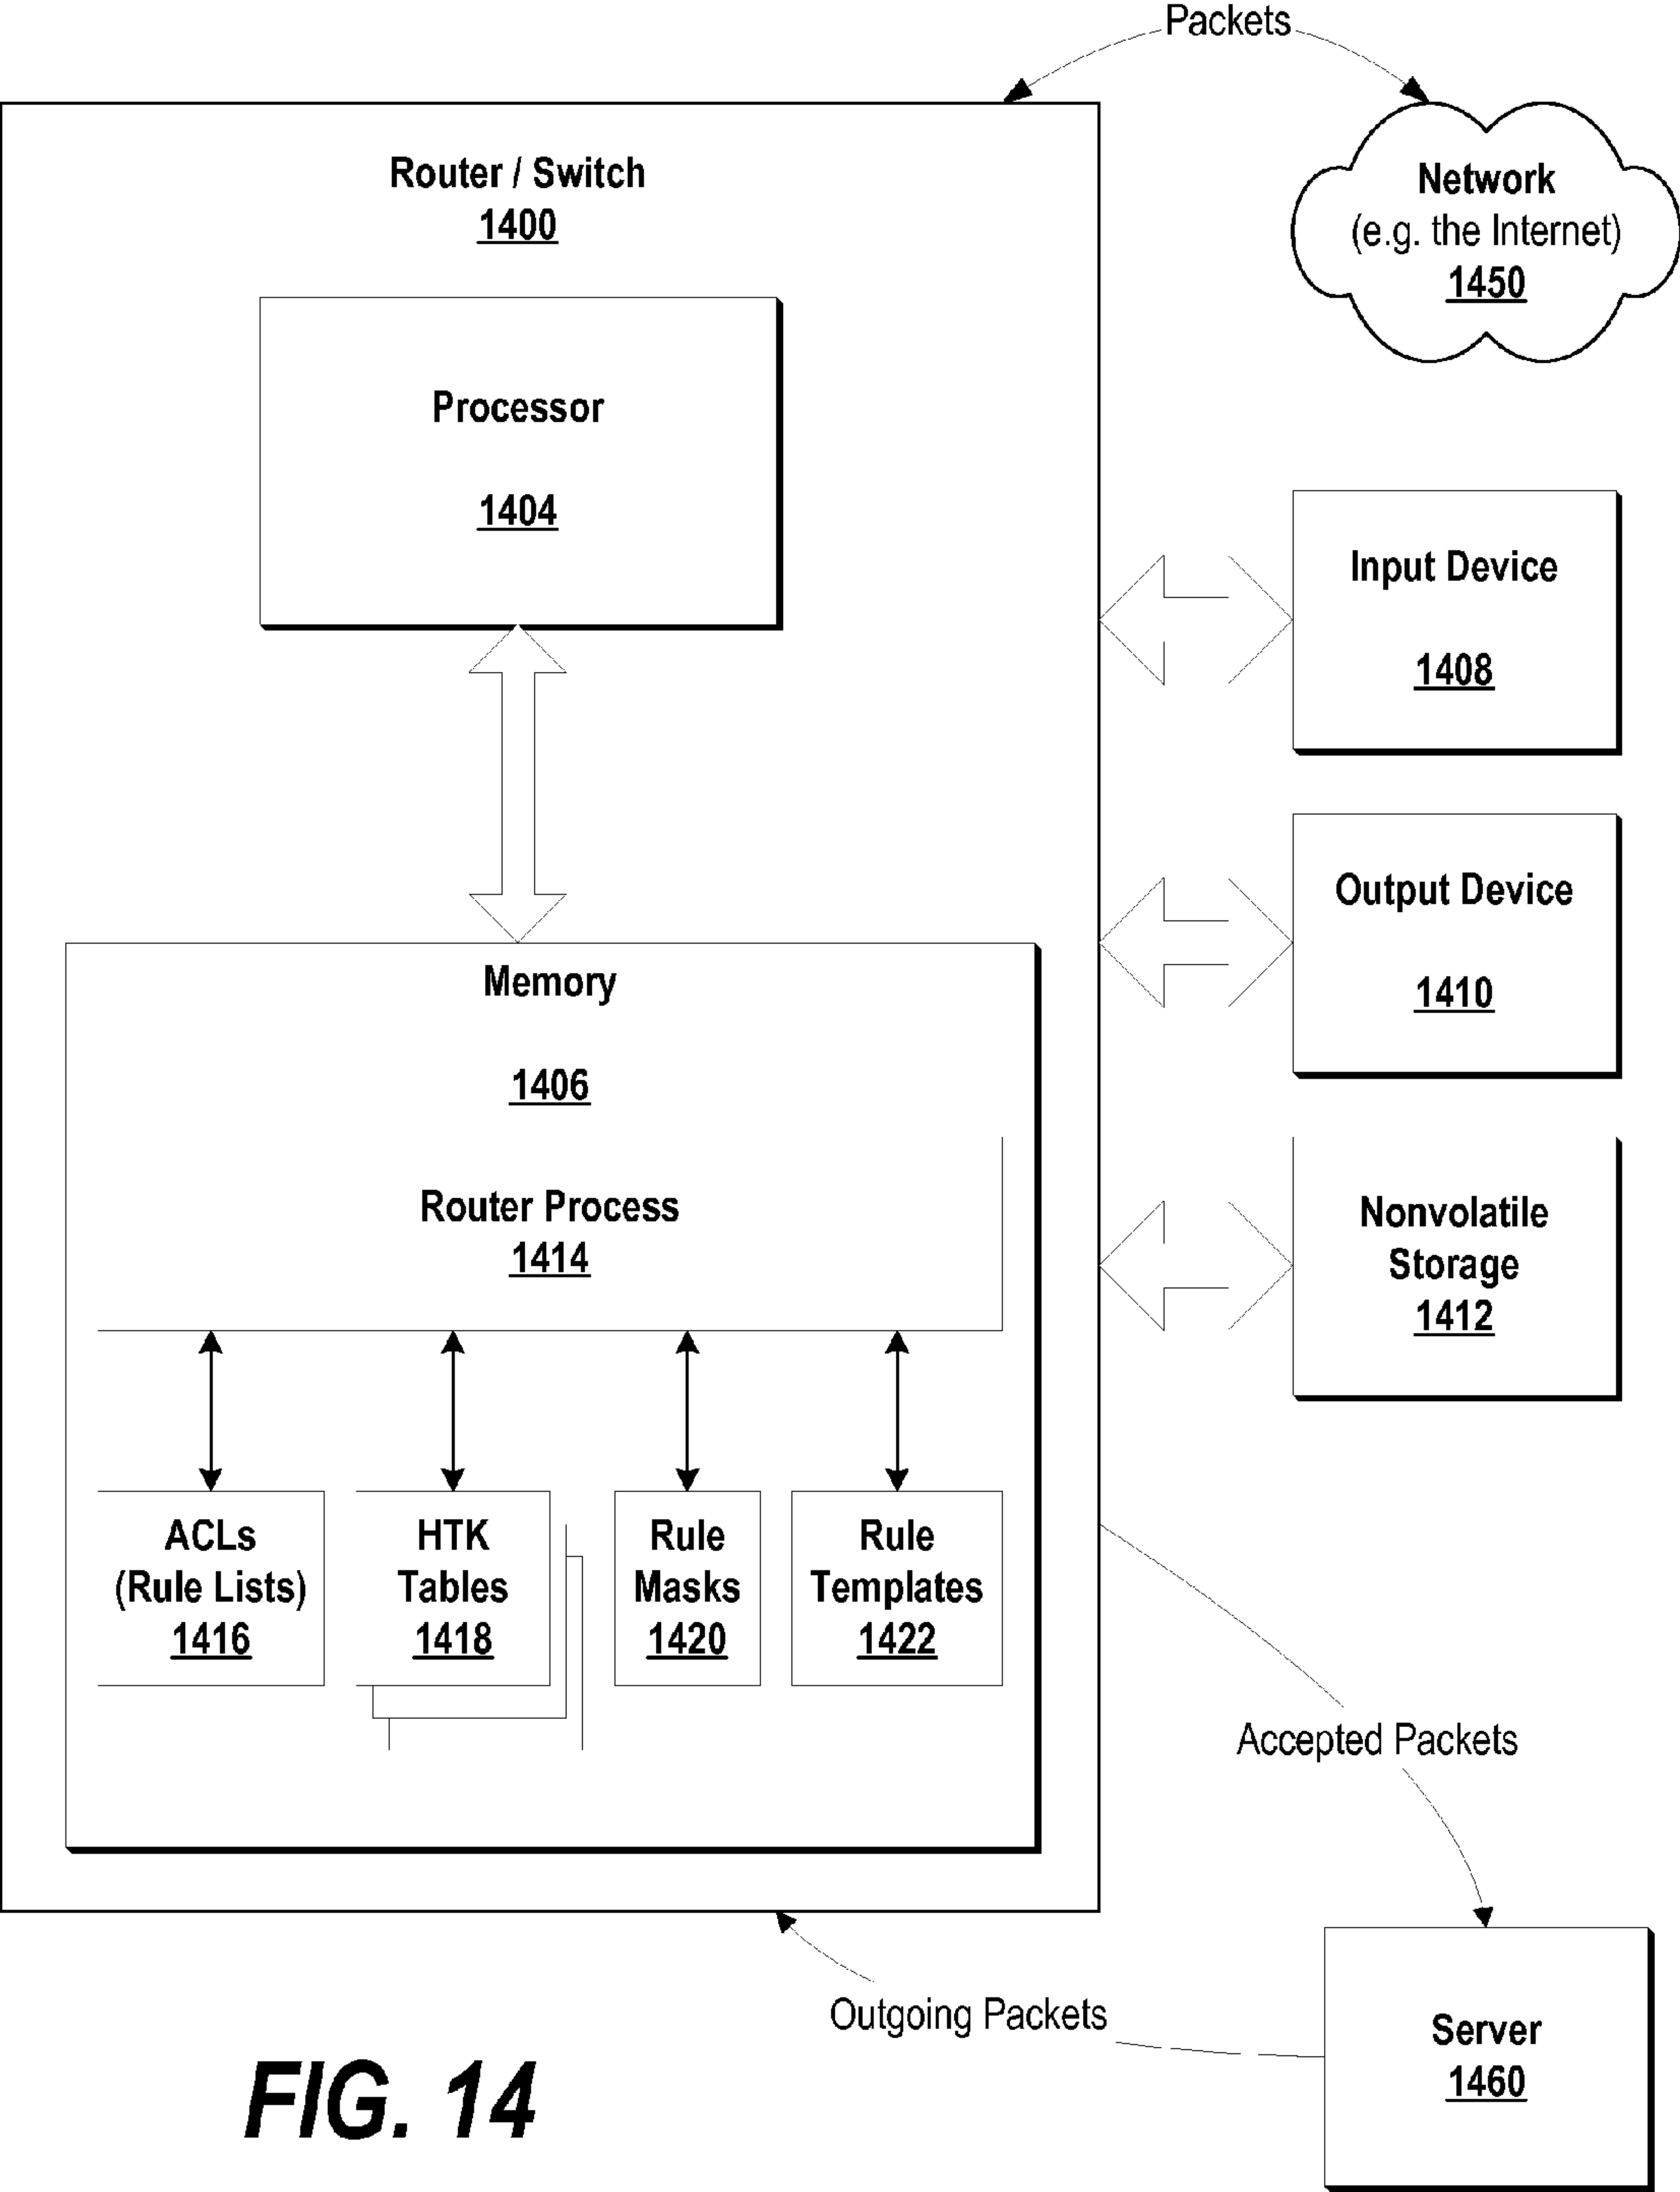 Packets
Router / Switch
1400
Network
(e.g. the Internet)
1450
Processor
1404
Input Device
1408
Output Device
1410
Memory
1406
Router Process
1414
Nonvolatile
Storage
1412
ACLs
(Rule Lists)
1416
HTK
Tables
1418
Rule
Masks
1420
Rule
Templates
1422
Accepted Packets
Outgoing Packets
Server
1460
FIG. 14